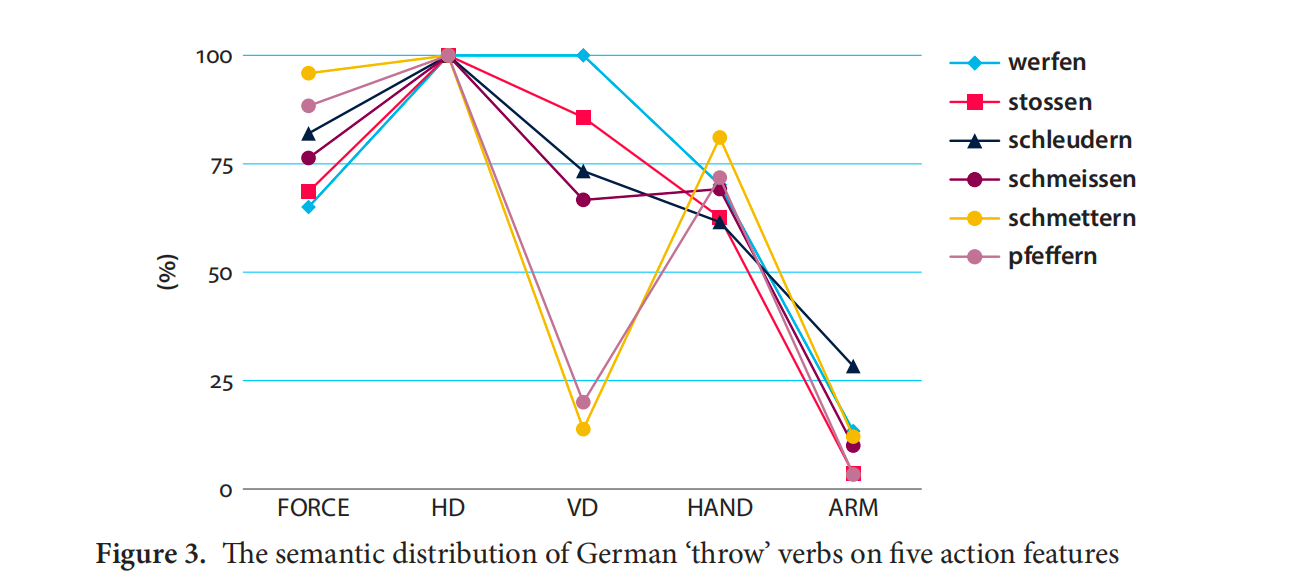 100
75
50
25
0
(%)
FORCE HD VD HAND ARM
werfen
stossen
schleudern
schmeissen
schmettern
pfeffern
Figure 3. The semantic distribution of German ‘throw’ verbs on five action features